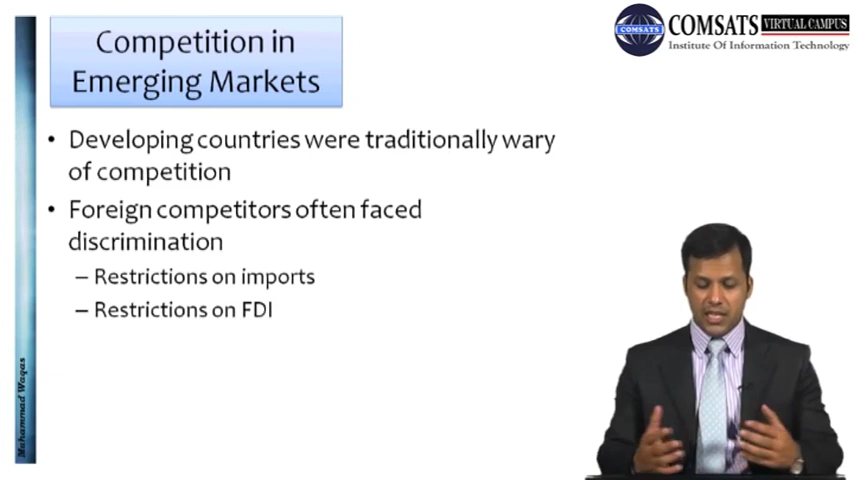 Competition in
Emerging Markets
COMSATS VIRTUAL CAMPUS
Institute Of Information Technology
COMSATS
• Developing countries were traditionally wary
of competition
• Foreign competitors often faced
discrimination
– Restrictions on imports
– Restrictions on FDI
Muhammad Waqas